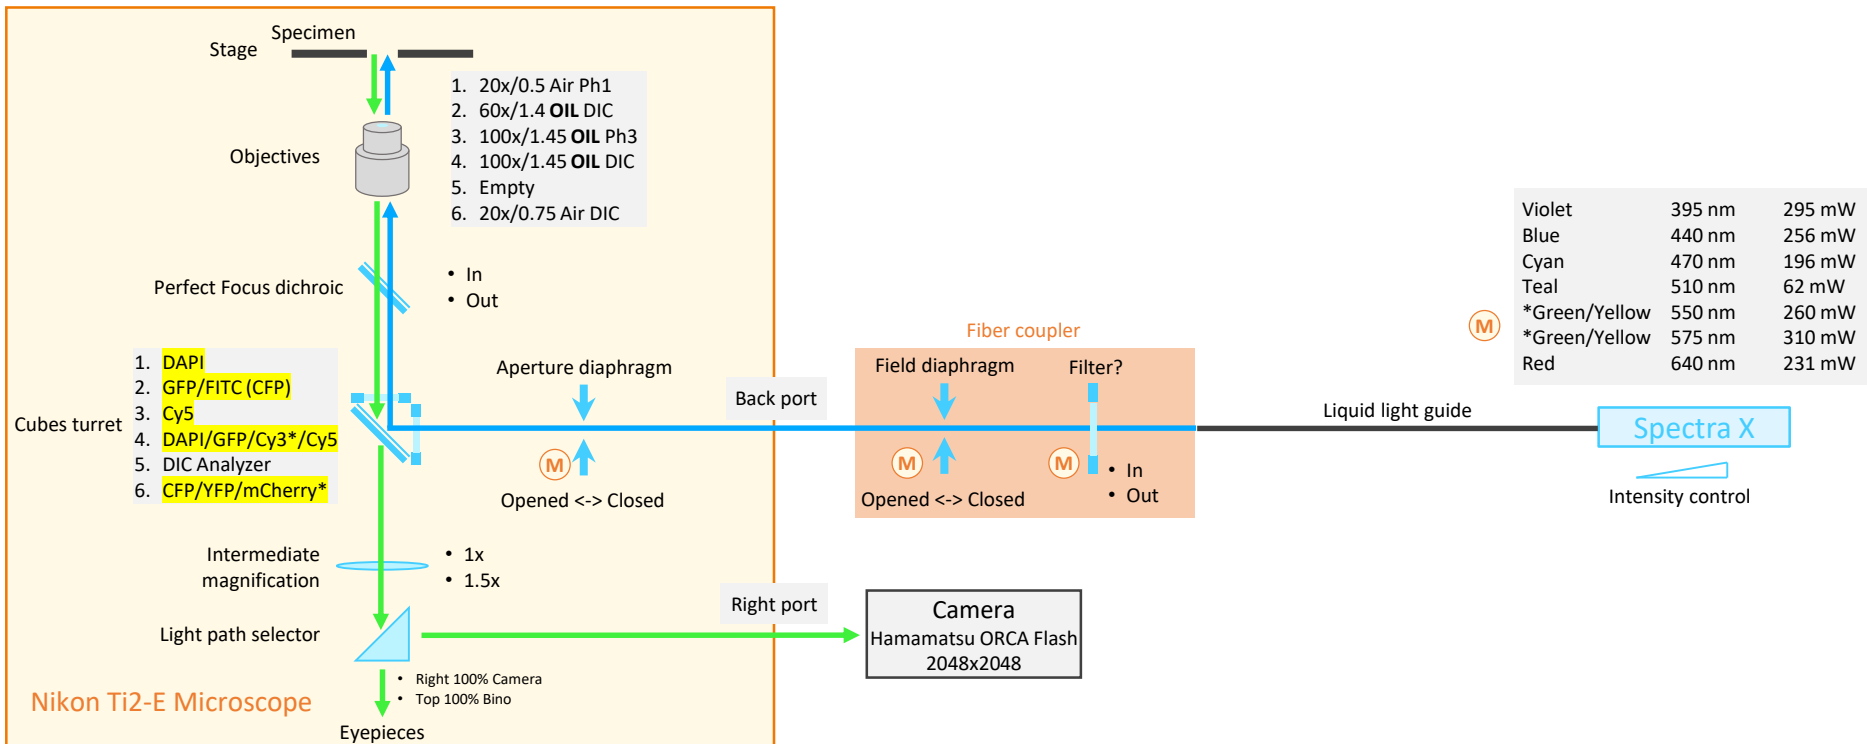 Specimen
Stage
1. 20x/0.5 Air Ph1
2. 60x/1.4 OIL DIC
3. 100x/1.45 OIL Ph3
4. 100x/1.45 OIL DIC
5. Empty
6. 20x/0.75 Air DIC
Objectives
Perfect Focus dichroic
• In
• Out
Cubes turret
1. DAPI
2. GFP/FITC (CFP)
3. Cy5
4. DAPI/GFP/Cy3*/Cy5
5. DIC Analyzer
6. CFP/YFP/mCherry*
Aperture diaphragm
M
Opened <-> Closed
Back port
Fiber coupler
Field diaphragm
M
Opened <-> Closed
Filter?
M
• In
• Out
Liquid light guide
M
Violet 395 nm 295 mW
Blue 440 nm 256 mW
Cyan 470 nm 196 mW
Teal 510 nm 62 mW
*Green/Yellow 550 nm 260 mW
*Green/Yellow 575 nm 310 mW
Red 640 nm 231 mW
Spectra X
Intensity control
Intermediate
magnification
• 1x
• 1.5x
Light path selector
Right port
Camera
Hamamatsu ORCA Flash
2048x2048
• Right 100% Camera
• Top 100% Bino
Nikon Ti2-E Microscope
Eyepieces